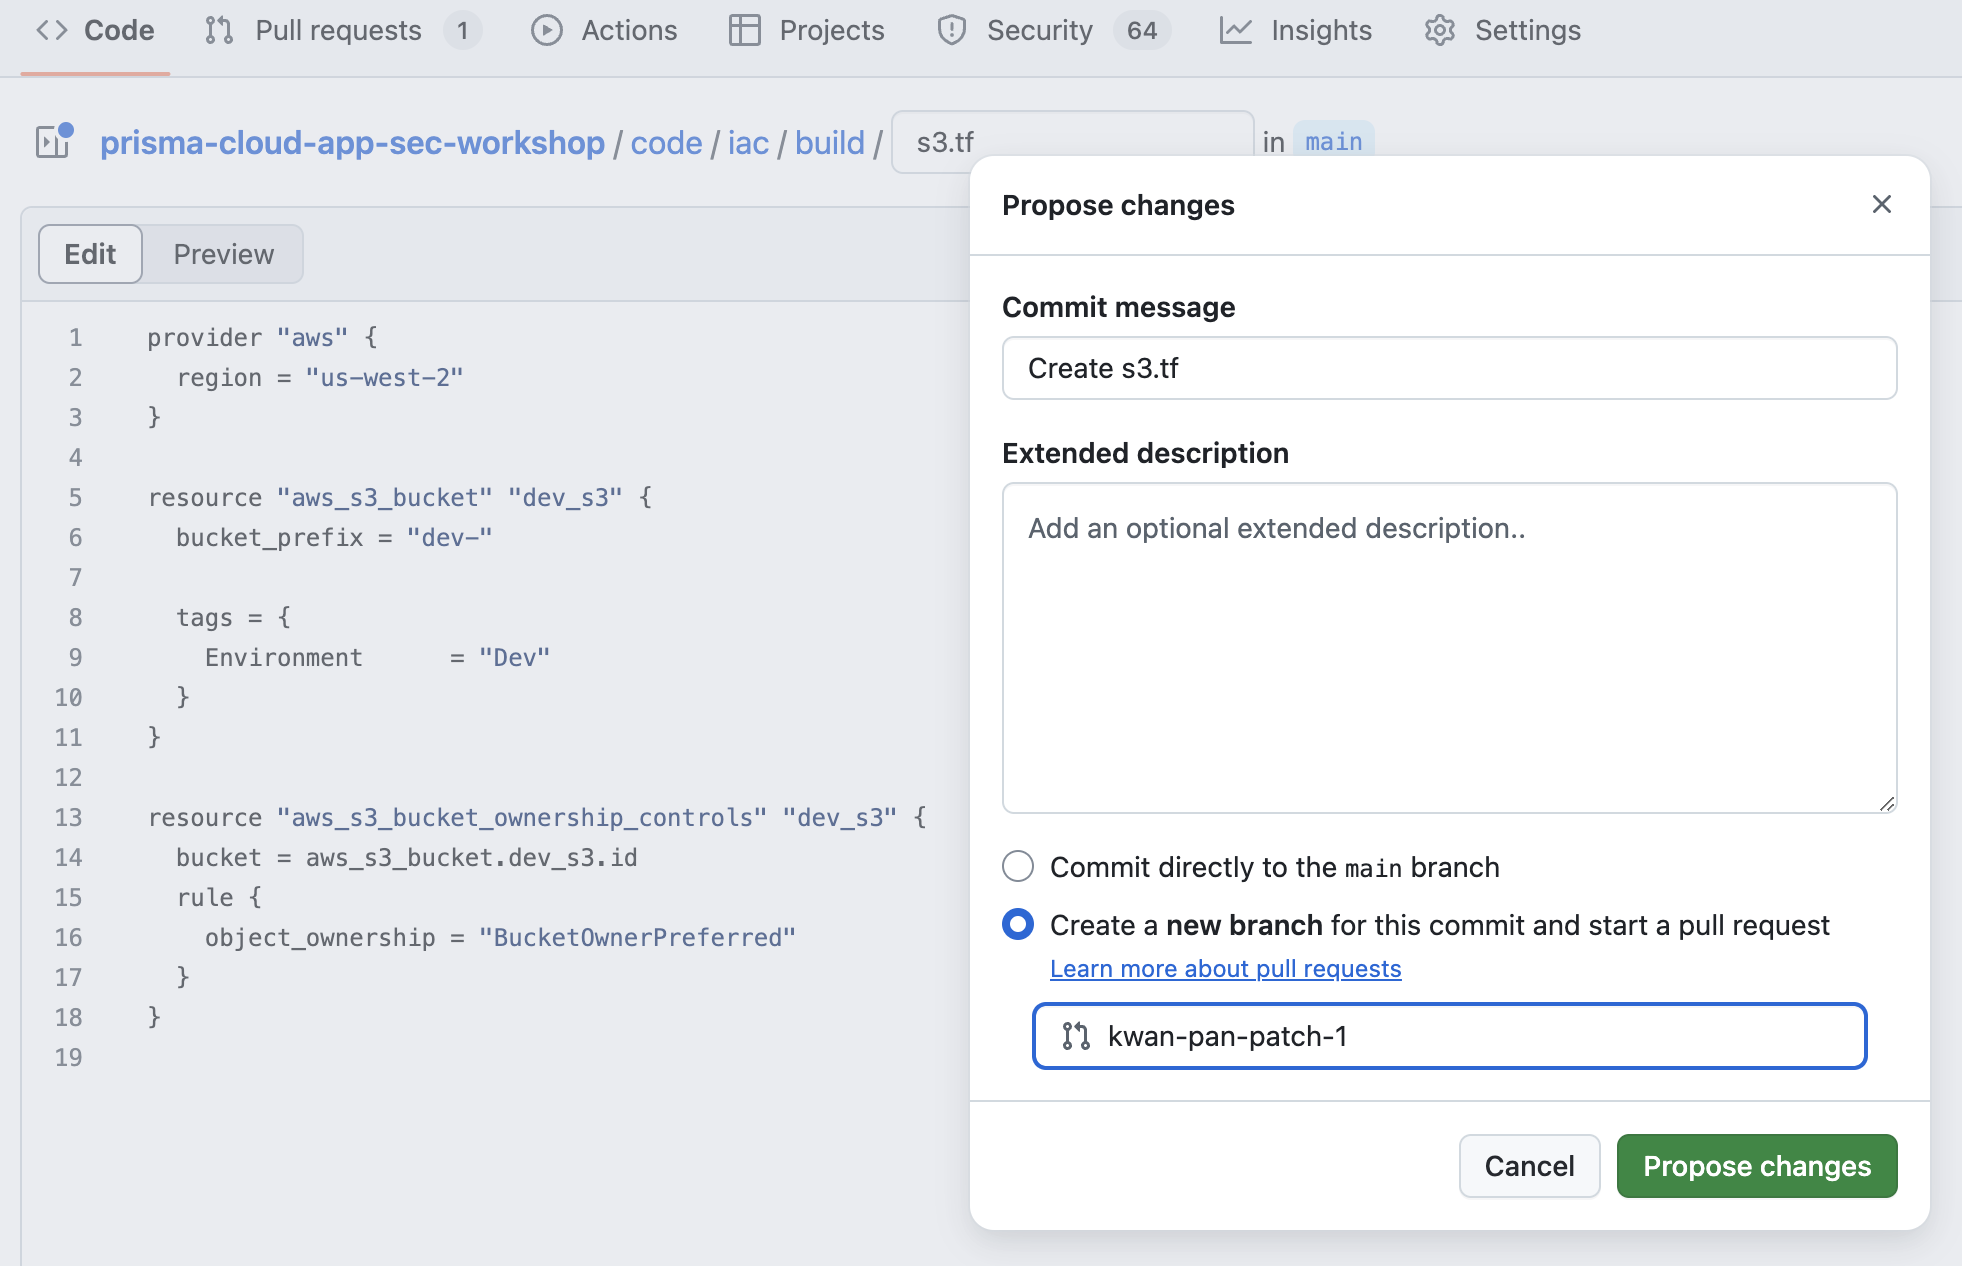 Code Pull requests 1 Actions Projects Security 64 Insights Settings
prisma-cloud-app-sec-workshop / code / iac / build / s3.tf in main
Edit Preview
1 provider "aws" {
2 region = "us-west-2"
3 }
4
5 resource "aws_s3_bucket" "dev_s3" {
6 bucket_prefix = "dev-"
7
8 tags = {
9 Environment = "Dev"
10 }
11 }
12
13 resource "aws_s3_bucket_ownership_controls" "dev_s3" {
14 bucket = aws_s3_bucket.dev_s3.id
15 rule {
16 object_ownership = "BucketOwnerPreferred"
17 }
18 }
19
Propose changes
Commit message
Create s3.tf
Extended description
Add an optional extended description..
Commit directly to the main branch
Create a new branch for this commit and start a pull request
Learn more about pull requests
kwan-pan-patch-1
Cancel Propose changes